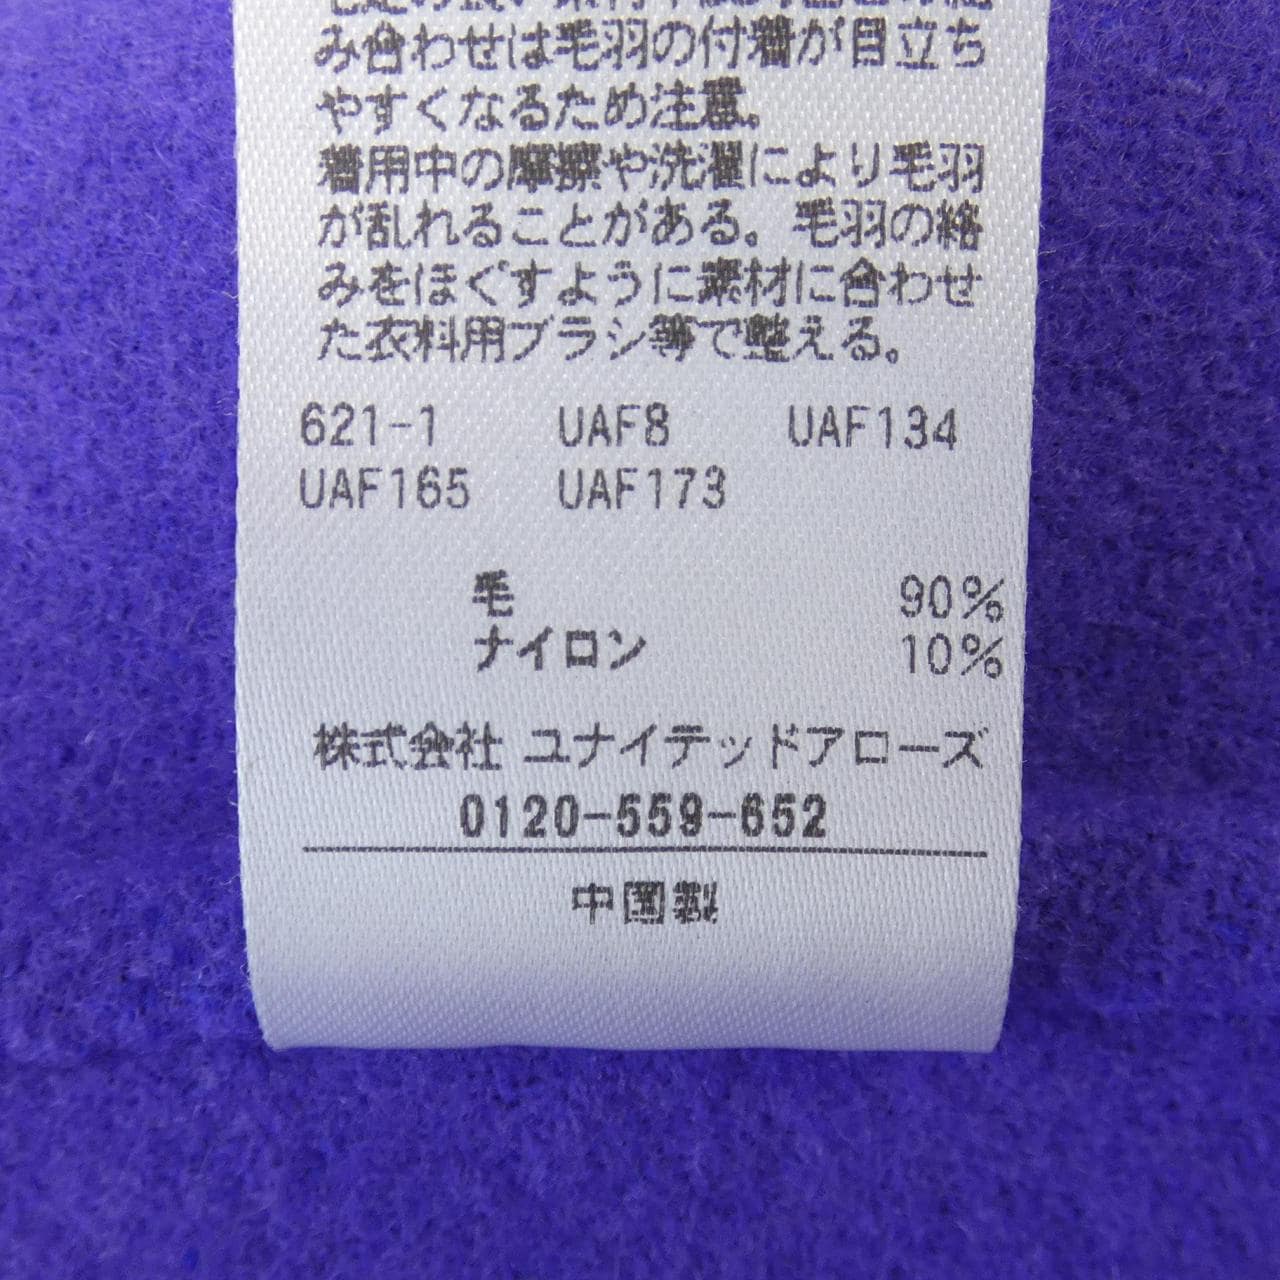 み合わせは毛羽の付着が目立ち
やすくなるため注意。
着用中の摩擦や洗濯により毛羽
が乱れることがある。毛羽の絡
みをほぐすように素材に合わせ
た衣料用ブラシ等で整える。
621-1 UAF8 UAF134
UAF165 UAF173
毛 90%
ナイロン 10%
株式会社 ユナイテッドアローズ
0120-559-652
中国製